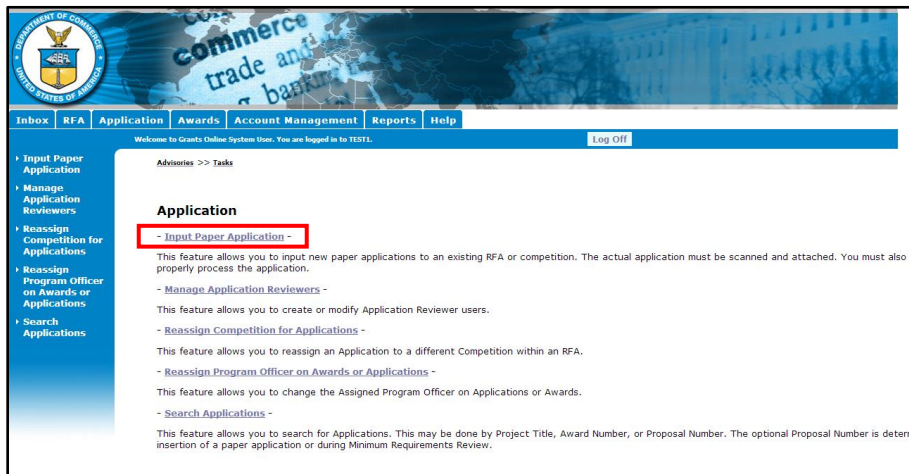 DEPARTMENT OF COMMERCE
UNITED STATES OF AMERICA
commerce
trade and
Inbox RFA Application Awards Account Management Reports Help
Welcome to Grants Online System User. You are logged in to TEST1. Log Off
Input Paper
Application
Manage
Application
Reviewers
Reassign
Competition for
Applications
Reassign
Program Officer
on Awards or
Applications
Search
Applications
Advisories >> Tasks
Application
- Input Paper Application -
This feature allows you to input new paper applications to an existing RFA or competition. The actual application must be scanned and attached. You must also
properly process the application.
- Manage Application Reviewers -
This feature allows you to create or modify Application Reviewer users.
- Reassign Competition for Applications -
This feature allows you to reassign an Application to a different Competition within an RFA.
- Reassign Program Officer on Awards or Applications -
This feature allows you to change the Assigned Program Officer on Applications or Awards.
- Search Applications -
This feature allows you to search for Applications. This may be done by Project Title, Award Number, or Proposal Number. The optional Proposal Number is deter
insertion of a paper application or during Minimum Requirements Review.